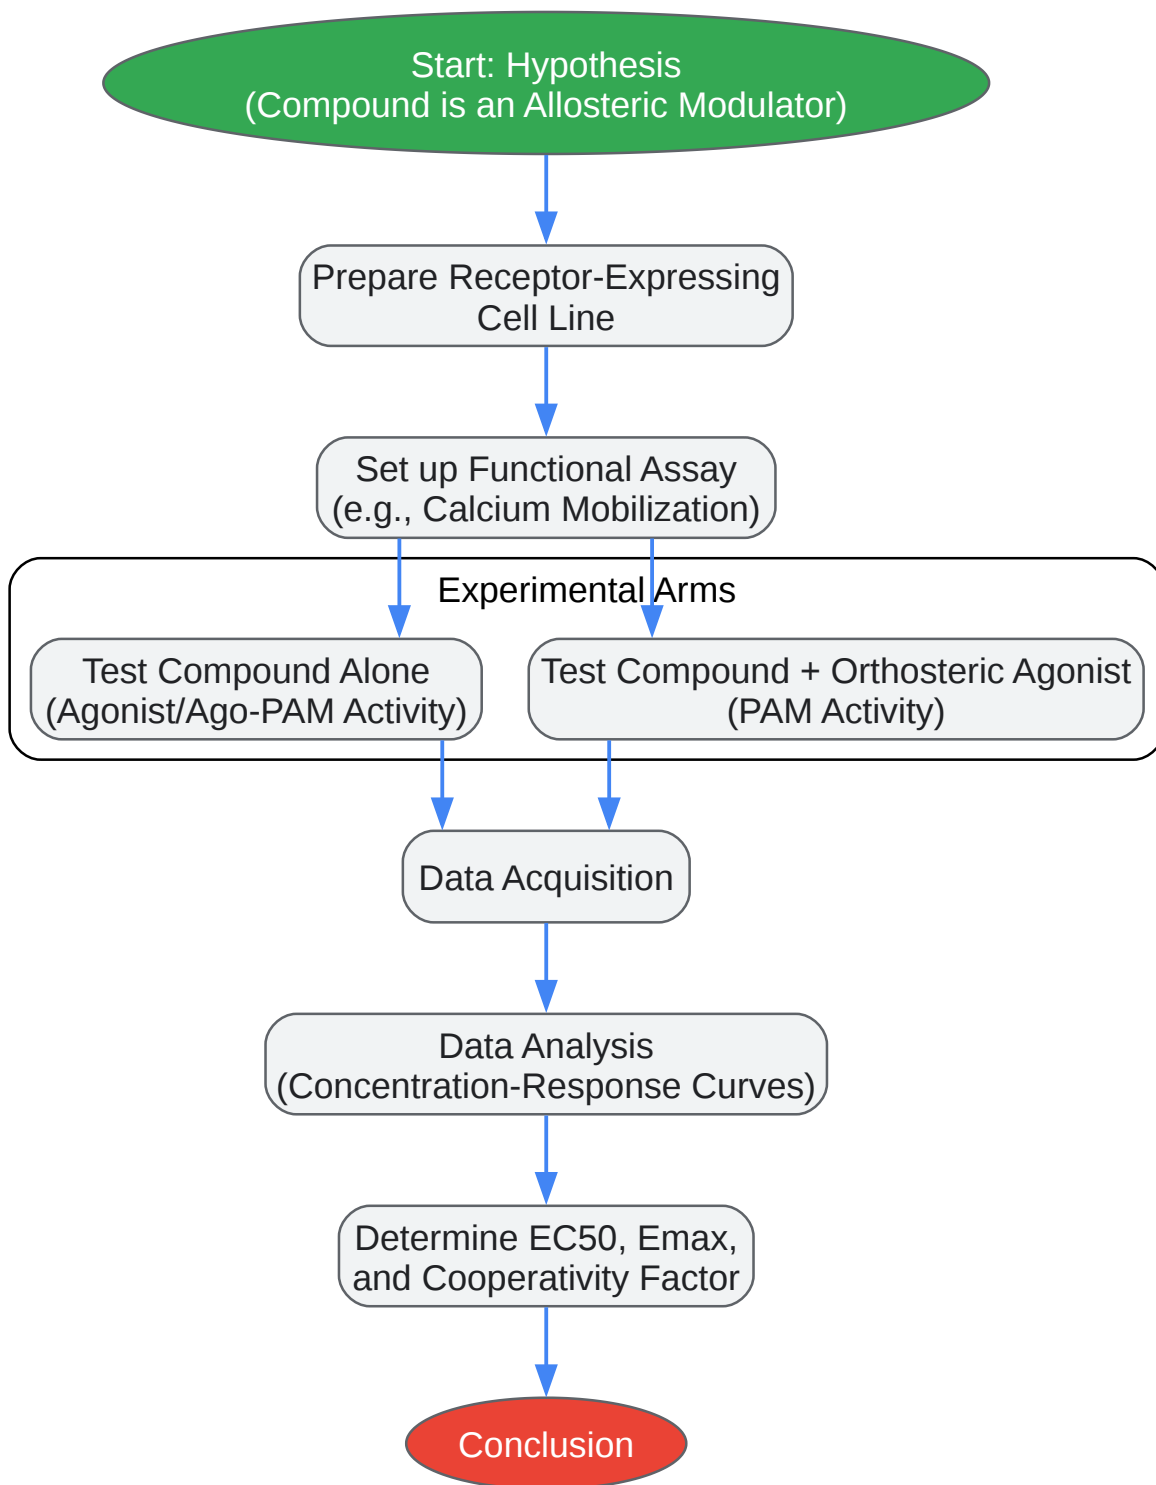 Start: Hypothesis
(Compound is an Allosteric Modulator)
Prepare Receptor-Expressing
Cell Line
Set up Functional Assay
(e.g., Calcium Mobilization)
Experimental Arms
Test Compound Alone
(Agonist/Ago-PAM Activity)
Test Compound + Orthosteric Agonist
(PAM Activity)
Data Acquisition
Data Analysis
(Concentration-Response Curves)
Determine EC50, Emax,
and Cooperativity Factor
Conclusion